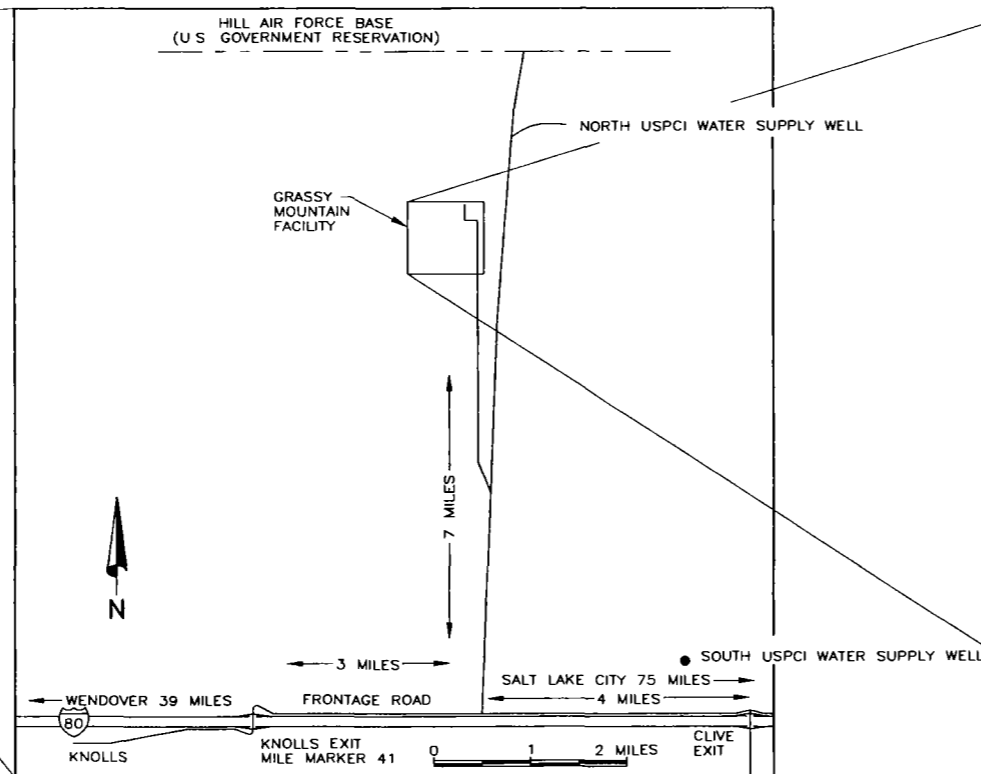 HILL AIR FORCE BASE
(U S GOVERNMENT RESERVATION)
NORTH USPCI WATER SUPPLY WELL
GRASSY
MOUNTAIN
FACILITY
7 MILES
N
3 MILES
SOUTH USPCI WATER SUPPLY WELL
SALT LAKE CITY 75 MILES
WENDOVER 39 MILES
FRONTAGE ROAD
4 MILES
80
KNOLLS
KNOLLS EXIT
MILE MARKER 41
0 1 2 MILES
CLIVE
EXIT